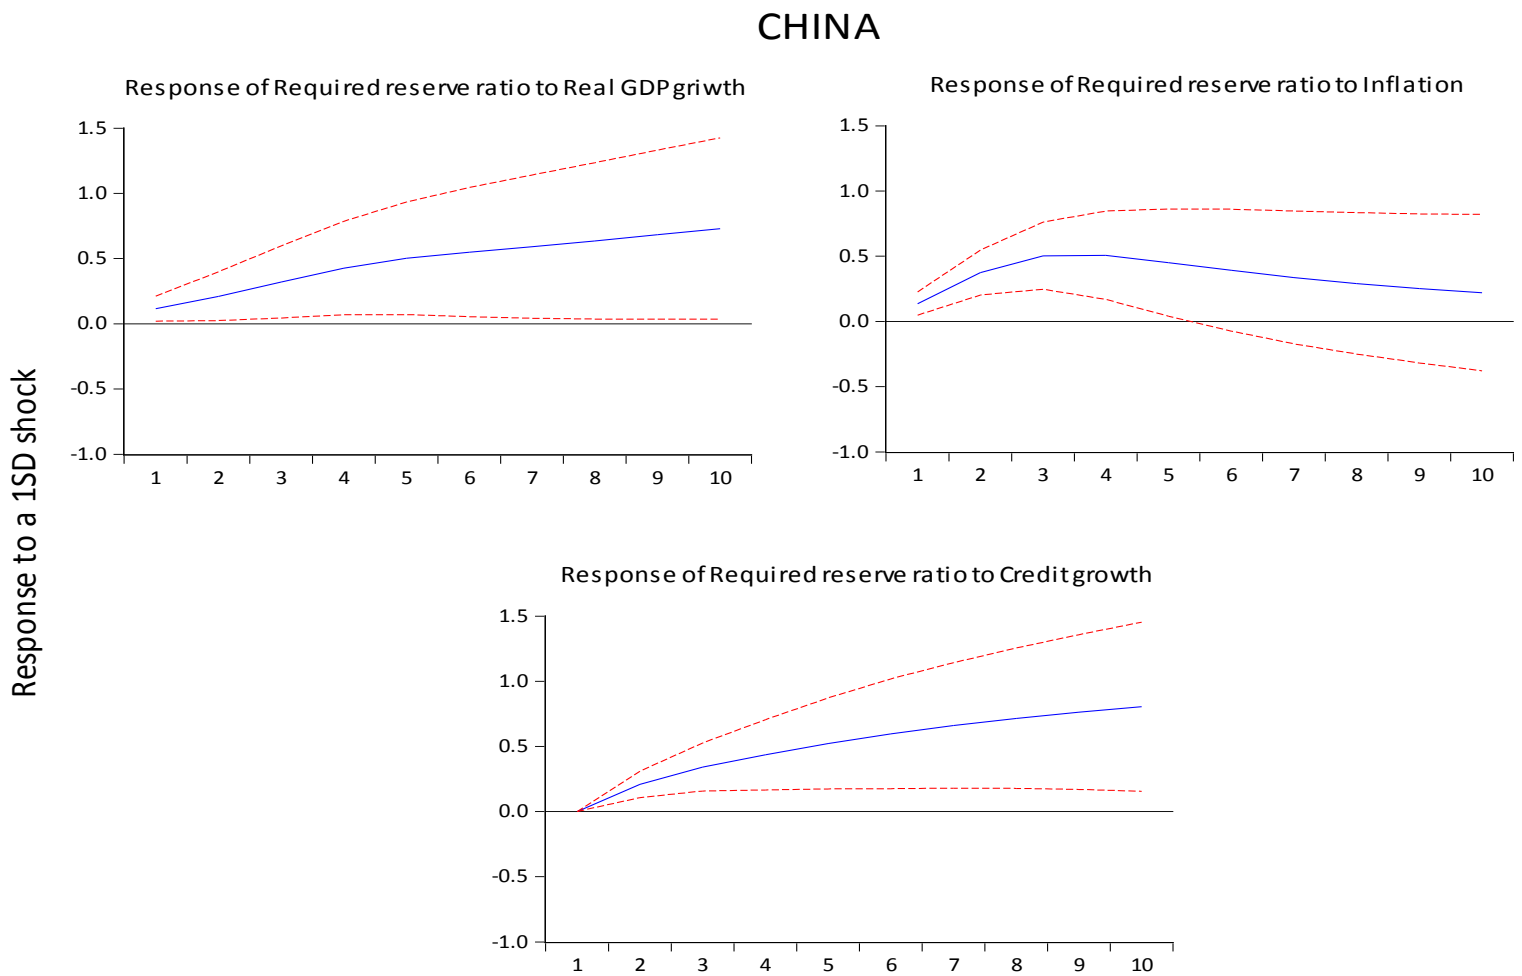 CHINA
Response of Required reserve ratio to Real GDP griwth
1.5
1.0
0.5
0.0
-0.5
-1.0
1 2 3 4 5 6 7 8 9 10
Response of Required reserve ratio to Inflation
1.5
1.0
0.5
0.0
-0.5
-1.0
1 2 3 4 5 6 7 8 9 10
Response to a 1SD shock
Response of Required reserve ratio to Credit growth
1.5
1.0
0.5
0.0
-0.5
-1.0
1 2 3 4 5 6 7 8 9 10